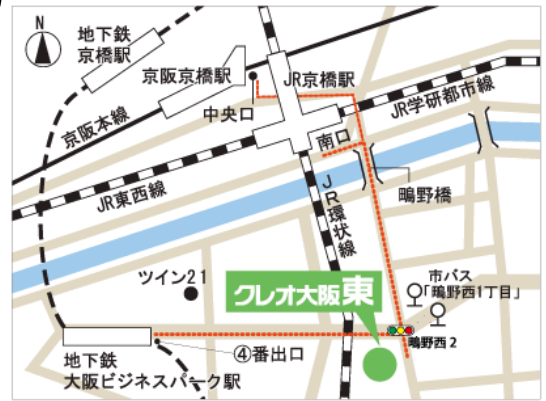 N
地下鉄
京橋駅
京阪京橋駅
JR京橋駅
中央口
京阪本線
JR学研都市線
南口
JR東西線
鴫野橋
JR環状線
ツイン21
クレオ大阪東
市バス
「鴫野西1丁目」
鴫野西2
④番出口
地下鉄
大阪ビジネスパーク駅